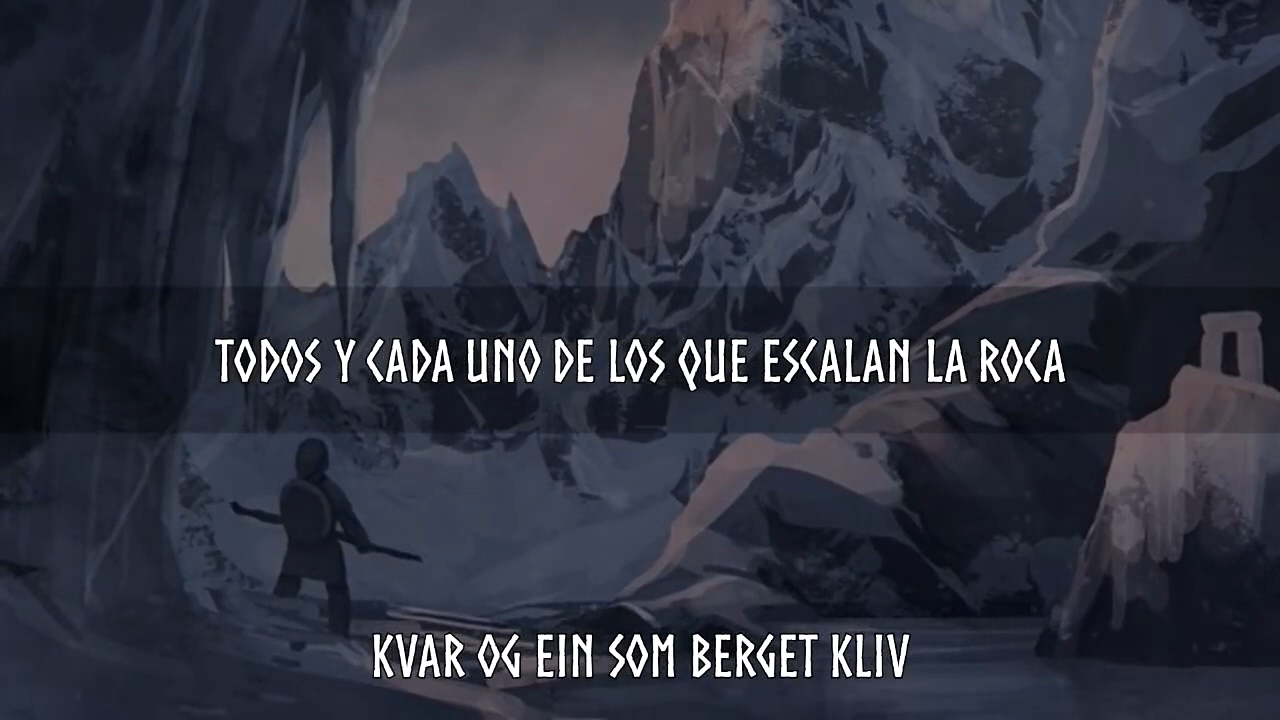 TODOS Y CADA UNO DE LOS QUE ESCALAN LA ROCA
KVAR OG EIN SOM BERGET KLIV